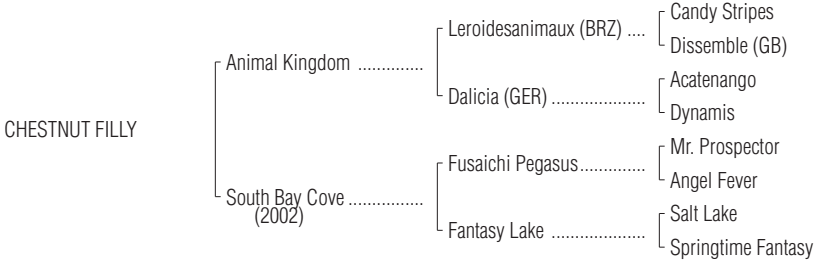 Candy Stripes
Leroidesanimaux (BRZ) ....
Dissemble (GB)
Animal Kingdom ..............
Acatenango
Dalicia (GER) ....................
Dynamis
CHESTNUT FILLY
Mr. Prospector
Fusaichi Pegasus..............
Angel Fever
South Bay Cove ................
(2002)
Salt Lake
Fantasy Lake ....................
Springtime Fantasy